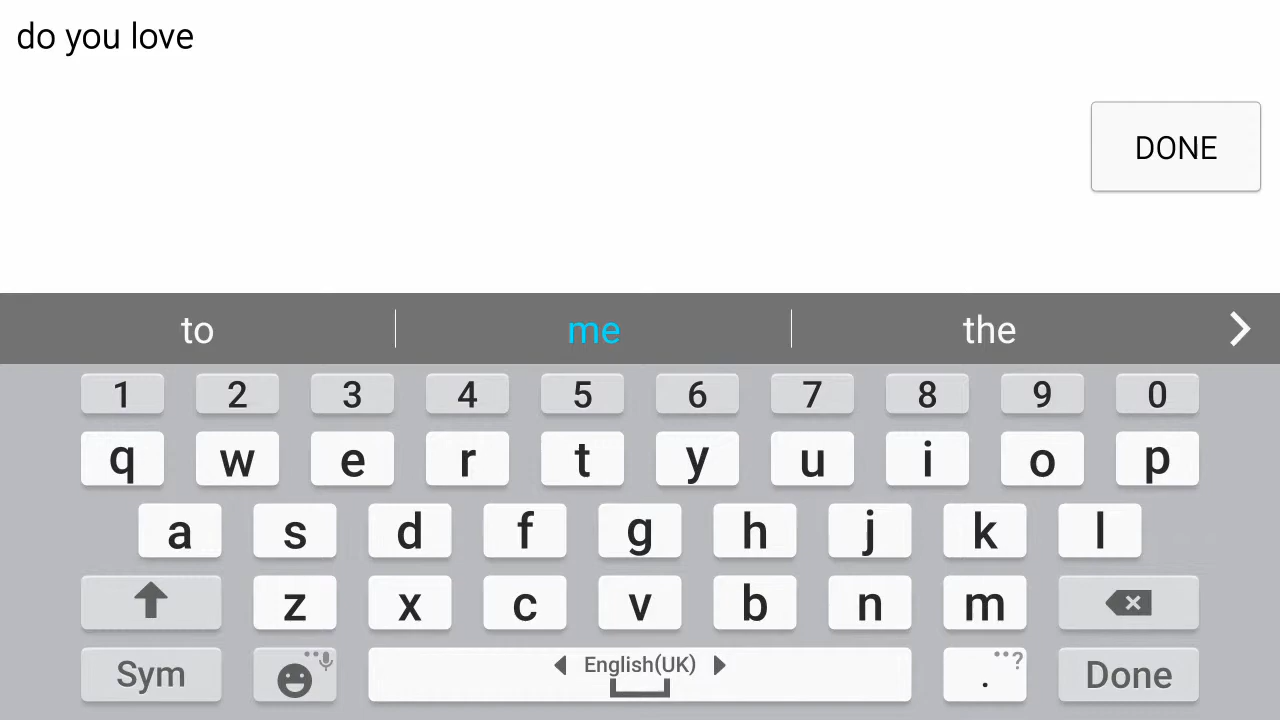 do you love
DONE
to me the
1 2 3 4 5 6 7 8 9 0
q w e r t y u i o p
a s d f g h j k l
z x c v b n m
Sym English(UK) . ? Done